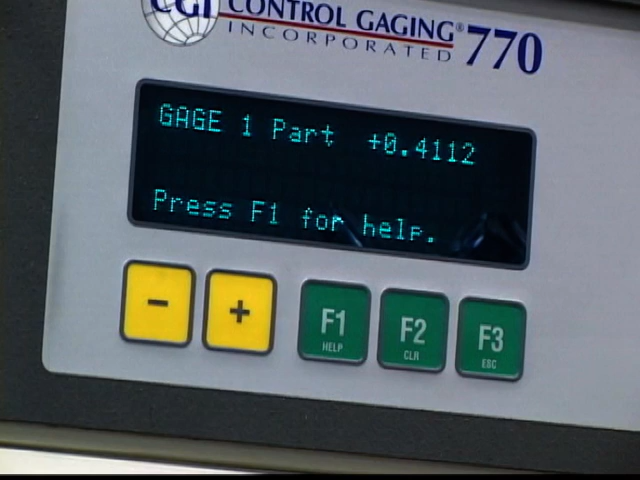 CGI CONTROL GAGING® 770
INCORPORATED
GAGE 1 Part +0.4112
Press F1 for help.
- + F1 F2 F3
HELP CLR ESC